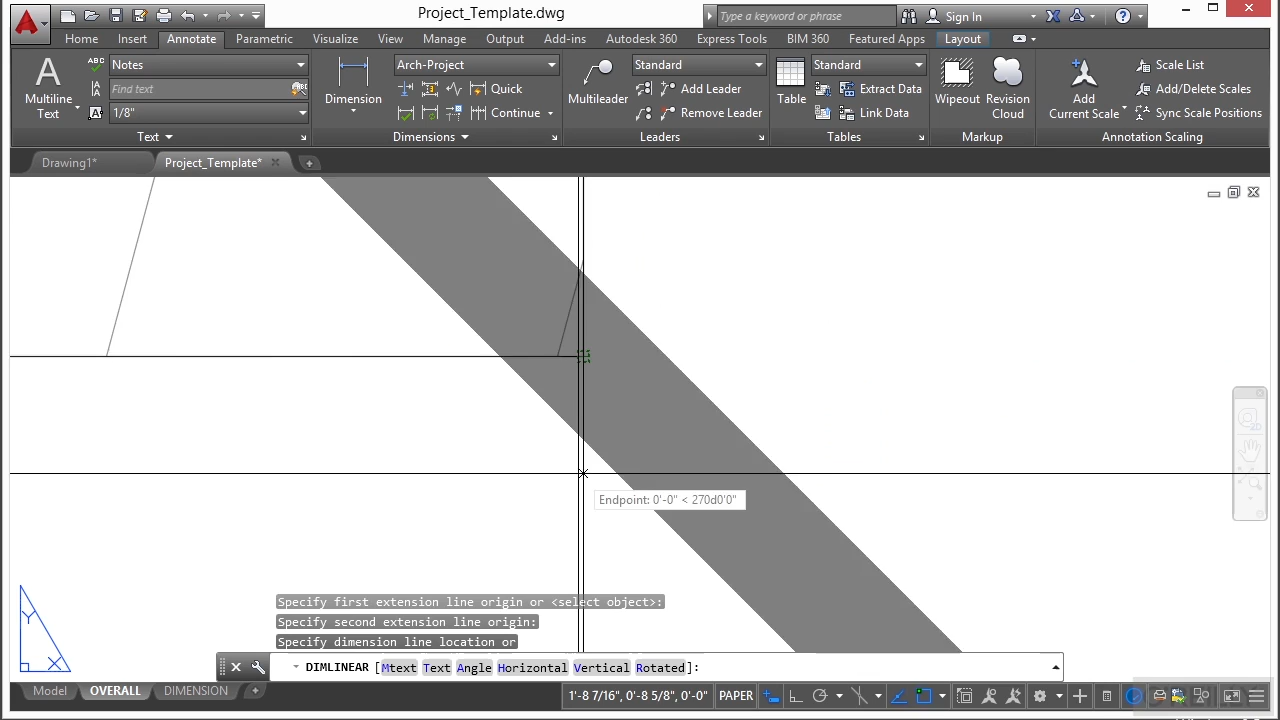 Project_Template.dwg
Type a keyword or phrase
Sign In
Home Insert Annotate Parametric Visualize View Manage Output Add-ins Autodesk 360 Express Tools BIM 360 Featured Apps Layout
A
Multiline
Text
ABC
Notes
Find text
1/8"
Text
Dimension
Arch-Project
Quick
Continue
Dimensions
Multileader
Standard
Add Leader
Remove Leader
Leaders
Table
Standard
Extract Data
Link Data
Tables
Wipeout
Revision
Cloud
Markup
Add
Current Scale
Scale List
Add/Delete Scales
Sync Scale Positions
Annotation Scaling
Drawing1*
Project_Template*
Endpoint: 0'-0" < 270d0'0"
2D
Y
X
Specify first extension line origin or <select object>:
Specify second extension line origin:
Specify dimension line location or
DIMLINEAR [Mtext Text Angle Horizontal Vertical Rotated]:
Model OVERALL DIMENSION
1'-8 7/16", 0'-8 5/8", 0'-0" PAPER